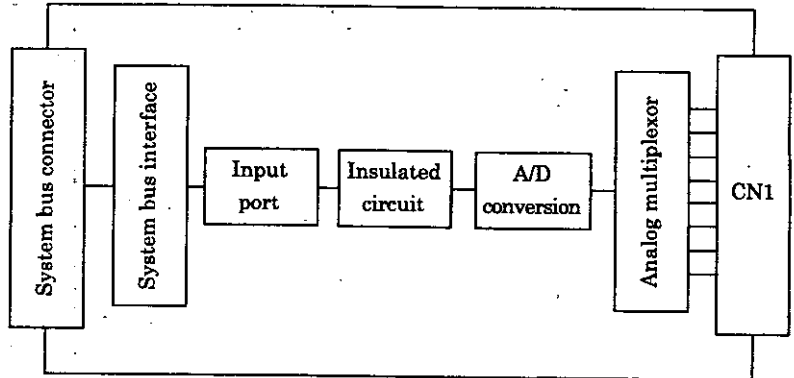 System bus connector
System bus interface
Input
port
Insulated
circuit
A/D
conversion
Analog multiplexor
CN1